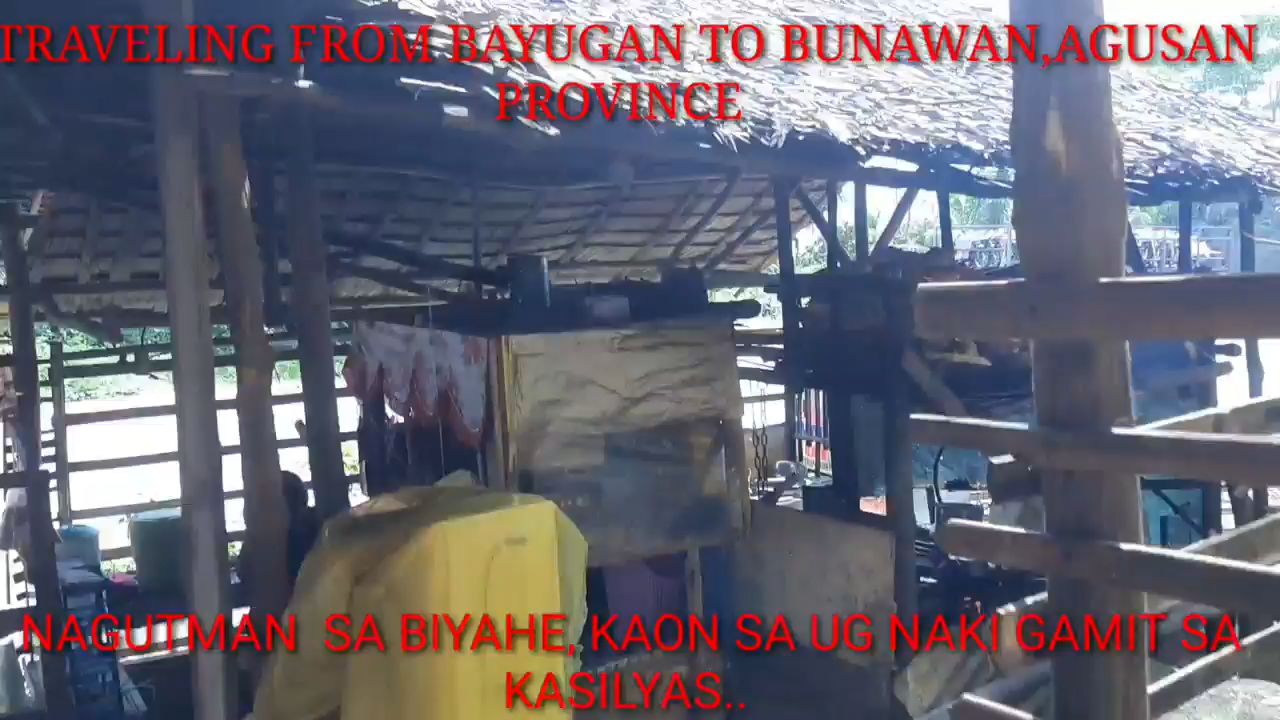 TRAVELING FROM BAYUGAN TO BUNAWAN,AGUSAN
PROVINCE
NAGUTMAN SA BIYAHE, KAON SA UG NAKI GAMIT SA
KASILYAS..